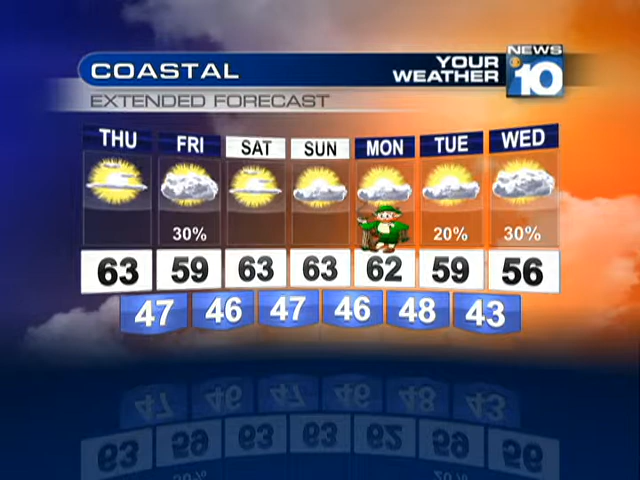 NEWS
10
YOUR
WEATHER
COASTAL
EXTENDED FORECAST
THU FRI SAT SUN MON TUE WED
30% 20% 30%
63 59 63 63 62 59 56
47 46 47 46 48 43